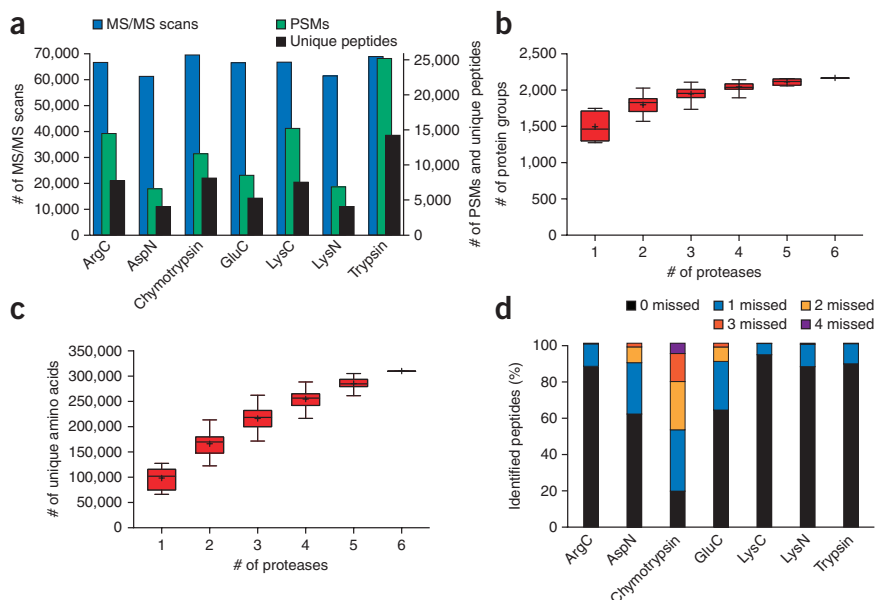 a
MS/MS scans
PSMs
Unique peptides
# of MS/MS scans
70,000
60,000
50,000
40,000
30,000
20,000
10,000
0
25,000
20,000
15,000
10,000
5,000
0
# of PSMs and unique peptides
ArgC
AspN
Chymotrypsin
GluC
LysC
LysN
Trypsin
b
# of protein groups
2,500
2,000
1,500
1,000
500
0
1 2 3 4 5 6
# of proteases
c
# of unique amino acids
350,000
300,000
250,000
200,000
150,000
100,000
50,000
0
1 2 3 4 5 6
# of proteases
d
0 missed
1 missed
2 missed
3 missed
4 missed
Identified peptides (%)
100
80
60
40
20
0
ArgC
AspN
Chymotrypsin
GluC
LysC
LysN
Trypsin